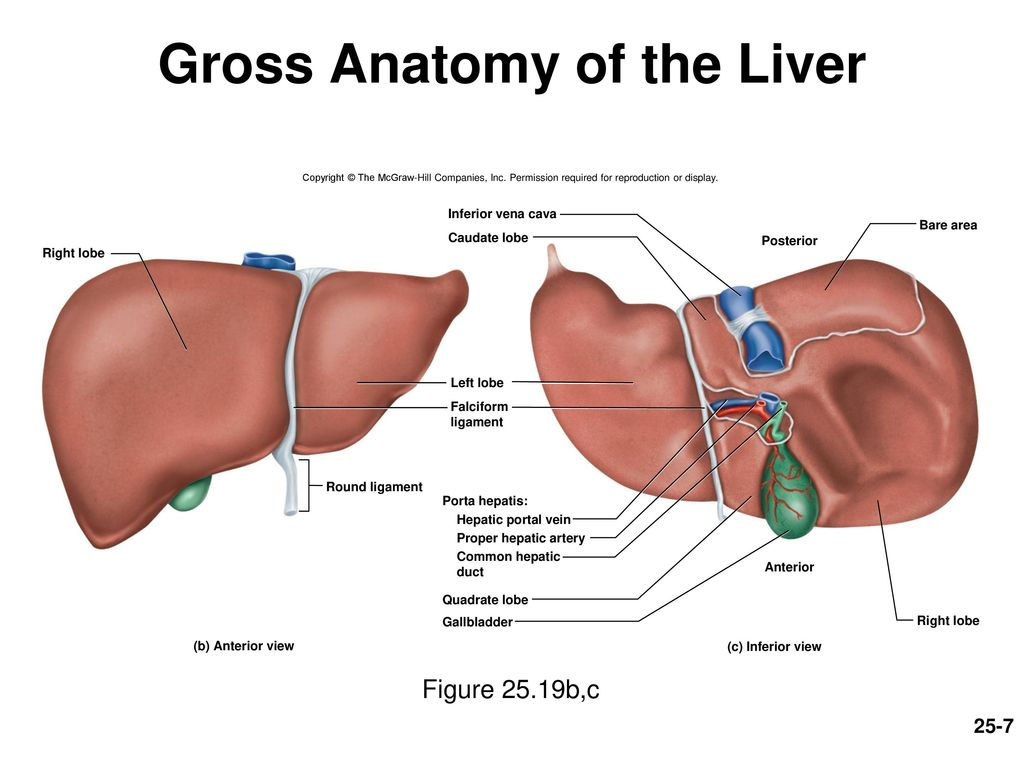 Gross Anatomy of the Liver
Copyright © The McGraw-Hill Companies, Inc. Permission required for reproduction or display.
Inferior vena cava
Bare area
Caudate lobe
Posterior
Right lobe
Left lobe
Falciform
ligament
Round ligament
Porta hepatis:
Hepatic portal vein
Proper hepatic artery
Common hepatic
duct
Anterior
Quadrate lobe
Gallbladder
Right lobe
(b) Anterior view
(c) Inferior view
Figure 25.19b,c
25-7